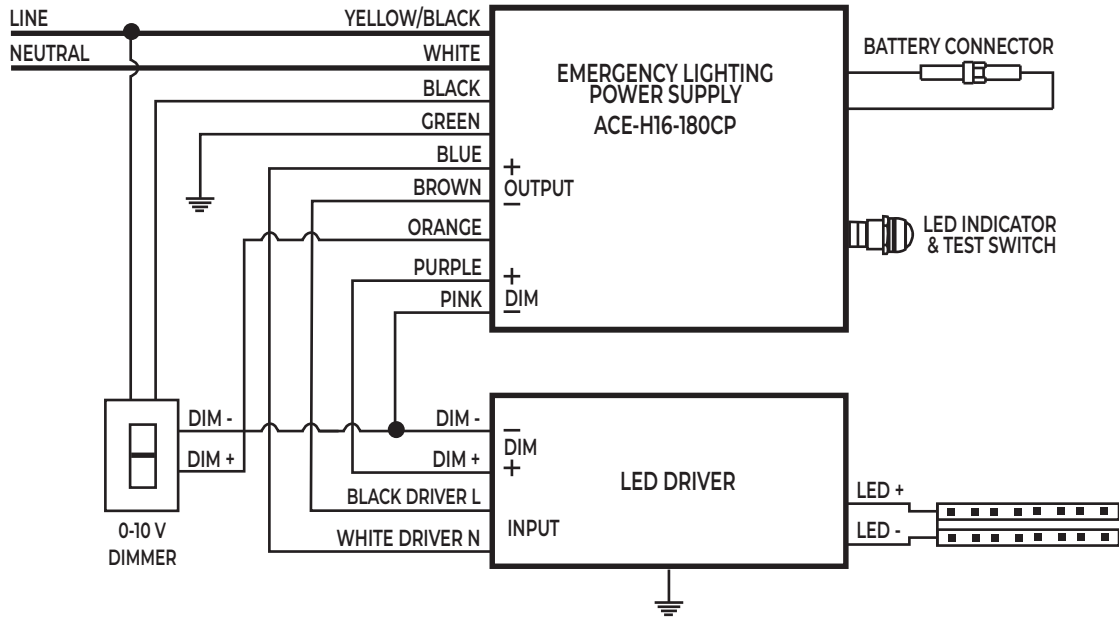 LINE
YELLOW/BLACK
NEUTRAL
WHITE
BLACK
GREEN
BLUE
BROWN
ORANGE
PURPLE
PINK
EMERGENCY LIGHTING
POWER SUPPLY
ACE-H16-180CP
+
OUTPUT
−
+
DIM
−
BATTERY CONNECTOR
LED INDICATOR
& TEST SWITCH
DIM -
DIM +
0-10 V
DIMMER
DIM -
DIM +
BLACK DRIVER L
WHITE DRIVER N
−
DIM
+
INPUT
LED DRIVER
LED +
LED -